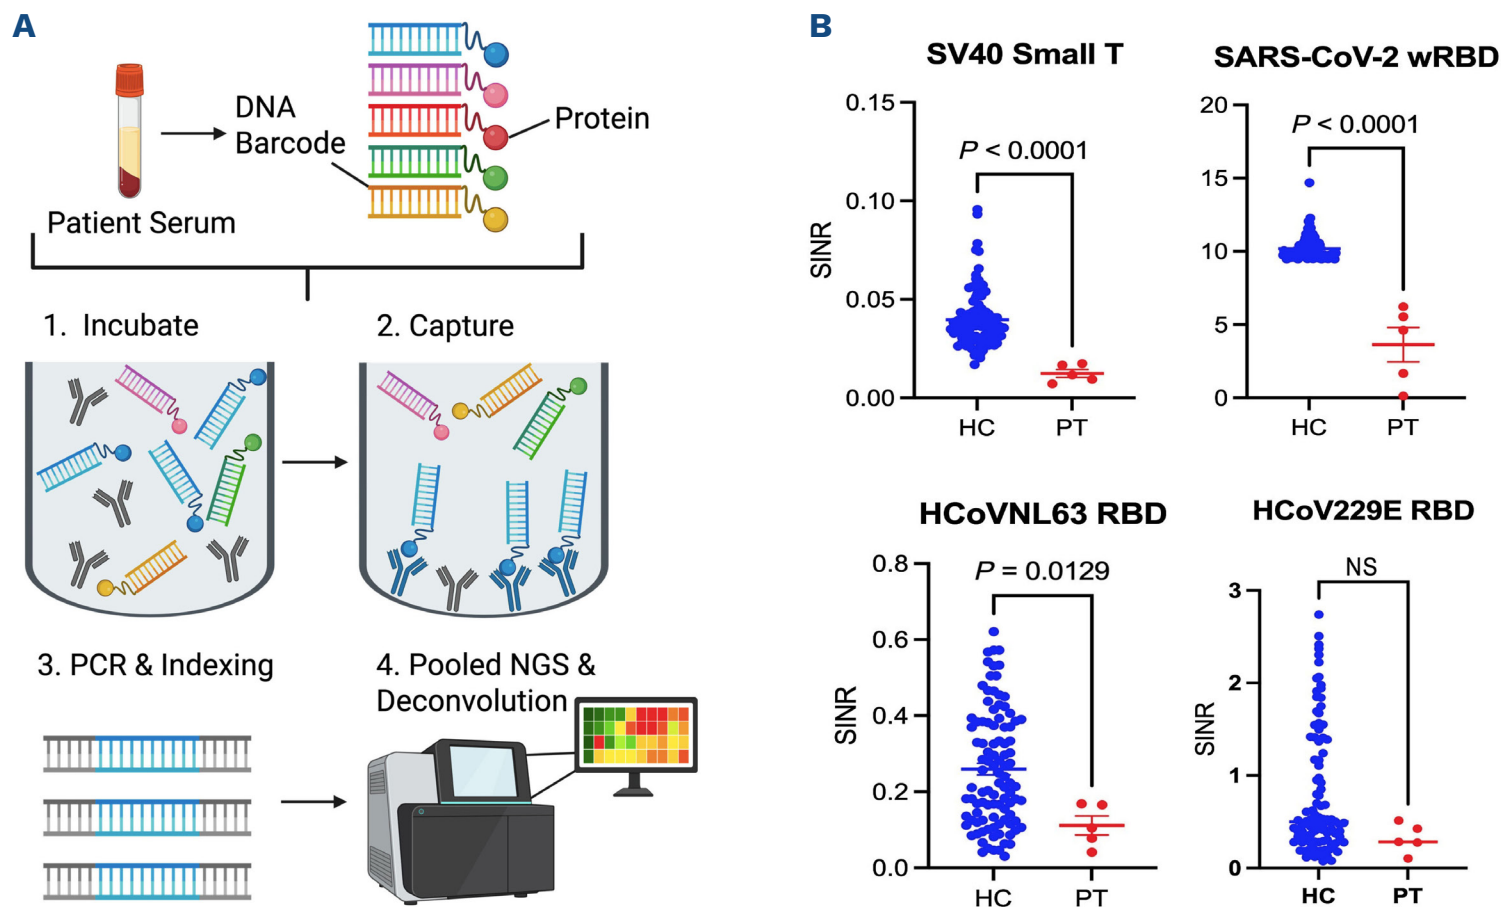 A
DNA
Barcode
Protein
Patient Serum
1. Incubate
2. Capture
3. PCR & Indexing
4. Pooled NGS &
Deconvolution
B
SV40 Small T
0.15
0.10
0.05
0.00
SINR
P < 0.0001
HC
PT
SARS-CoV-2 wRBD
20
15
10
5
0
P < 0.0001
HC
PT
HCoVNL63 RBD
0.8
0.6
0.4
0.2
0.0
SINR
P = 0.0129
HC
PT
HCoV229E RBD
3
2
1
0
SINR
NS
HC
PT